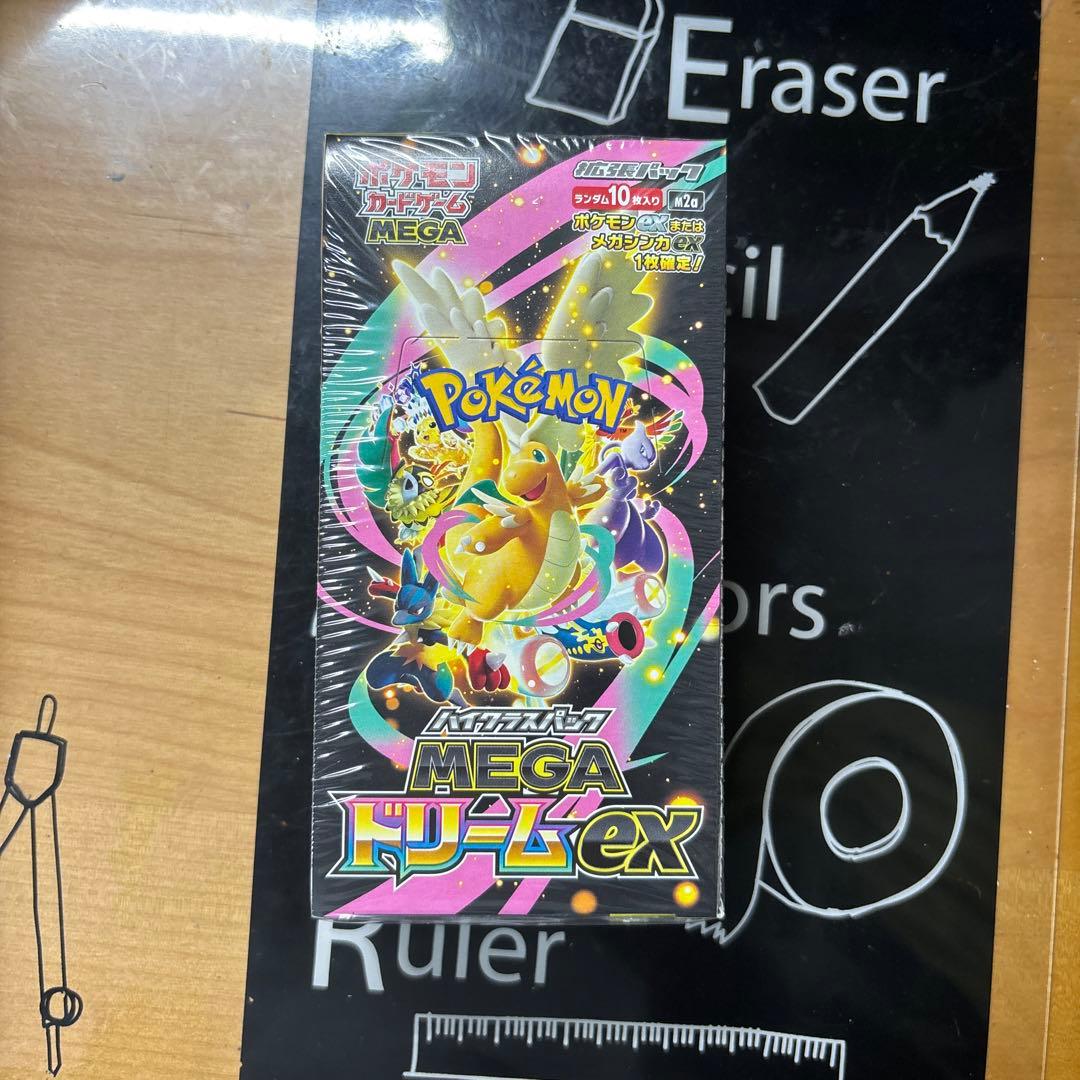 Eraser
ポケモン
カードゲーム
MEGA
拡張パック
ランダム10枚入り M2a
ポケモンexまたは
メガシンカex
1枚確定!
cil
POKÉMON
TM
ors
ハイクラスパック
MEGA
ドリームex
Ruler